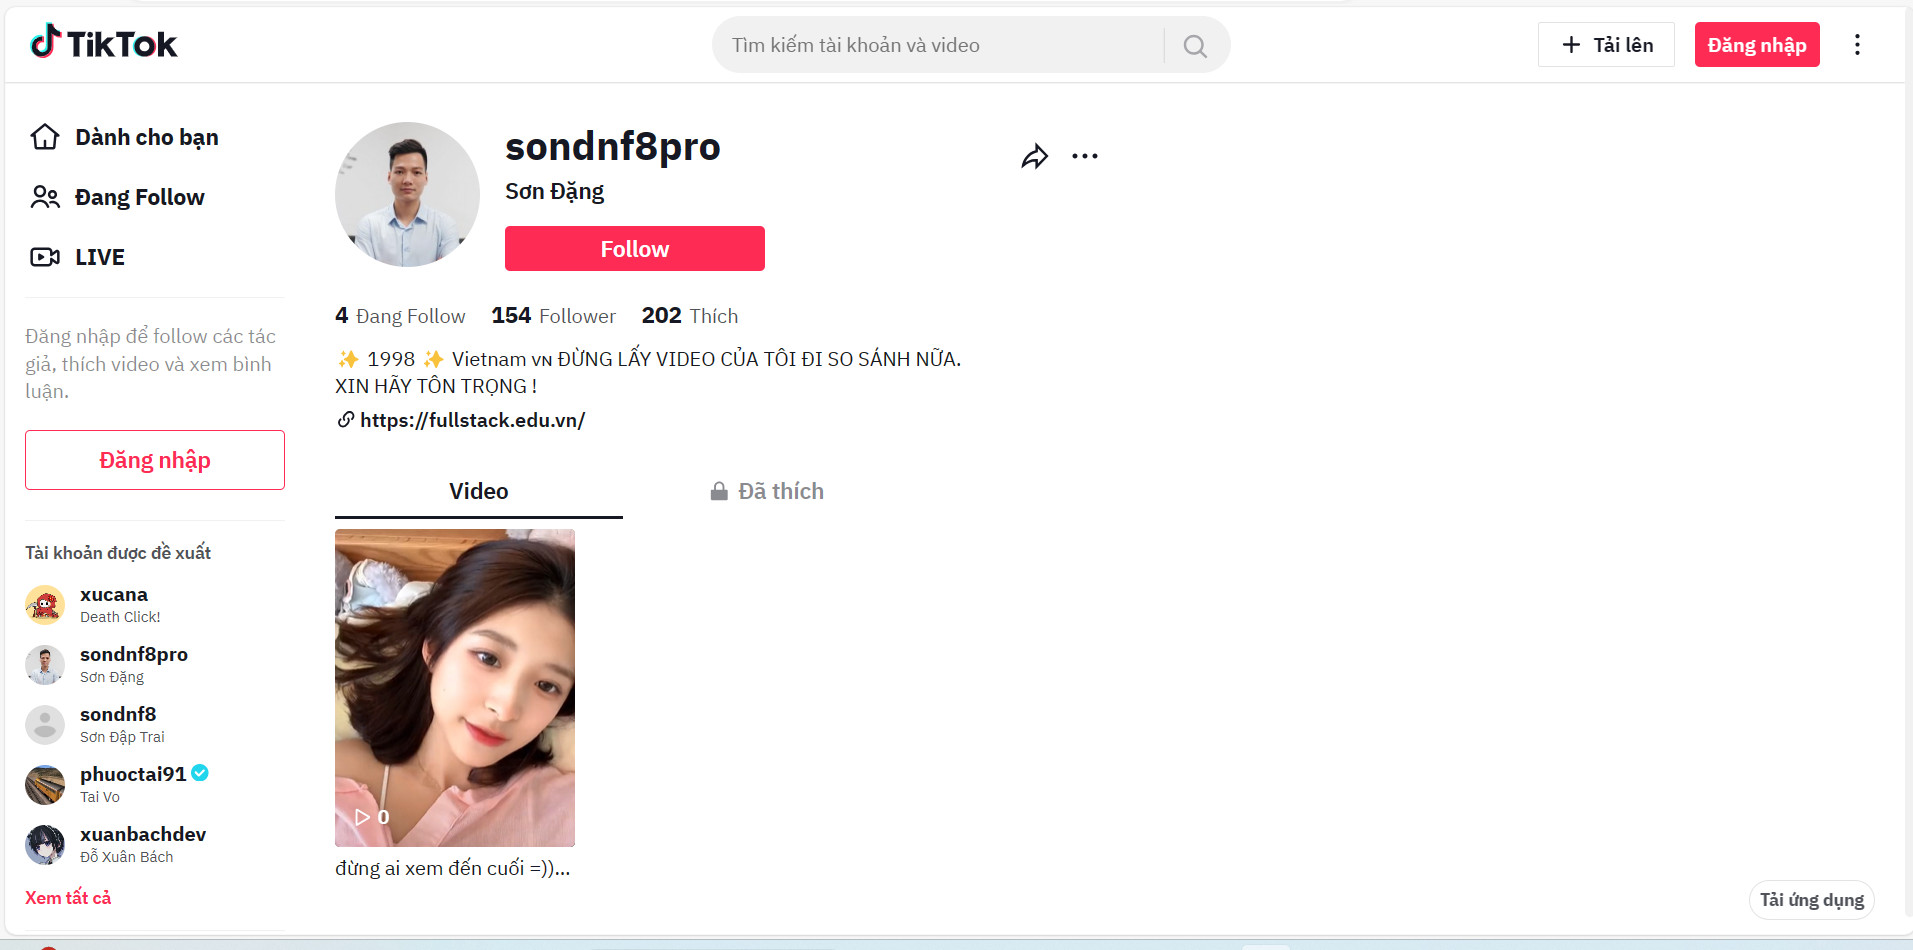 TikTok
Tìm kiếm tài khoản và video
Tải lên
Đăng nhập
Dành cho bạn
Đang Follow
LIVE
Đăng nhập để follow các tác
giả, thích video và xem bình
luận.
Đăng nhập
Tài khoản được đề xuất
xucana
Death Click!
sondnf8pro
Sơn Đặng
sondnf8
Sơn Đập Trai
phuoctai91
Tai Vo
xuanbachdev
Đỗ Xuân Bách
Xem tất cả
sondnf8pro
Sơn Đặng
Follow
4 Đang Follow 154 Follower 202 Thích
✨ 1998 ✨ Vietnam ᴠɴ ĐỪNG LẤY VIDEO CỦA TÔI ĐI SO SÁNH NỮA.
XIN HÃY TÔN TRỌNG !
https://fullstack.edu.vn/
Video Đã thích
0
đừng ai xem đến cuối =))...
Tải ứng dụng